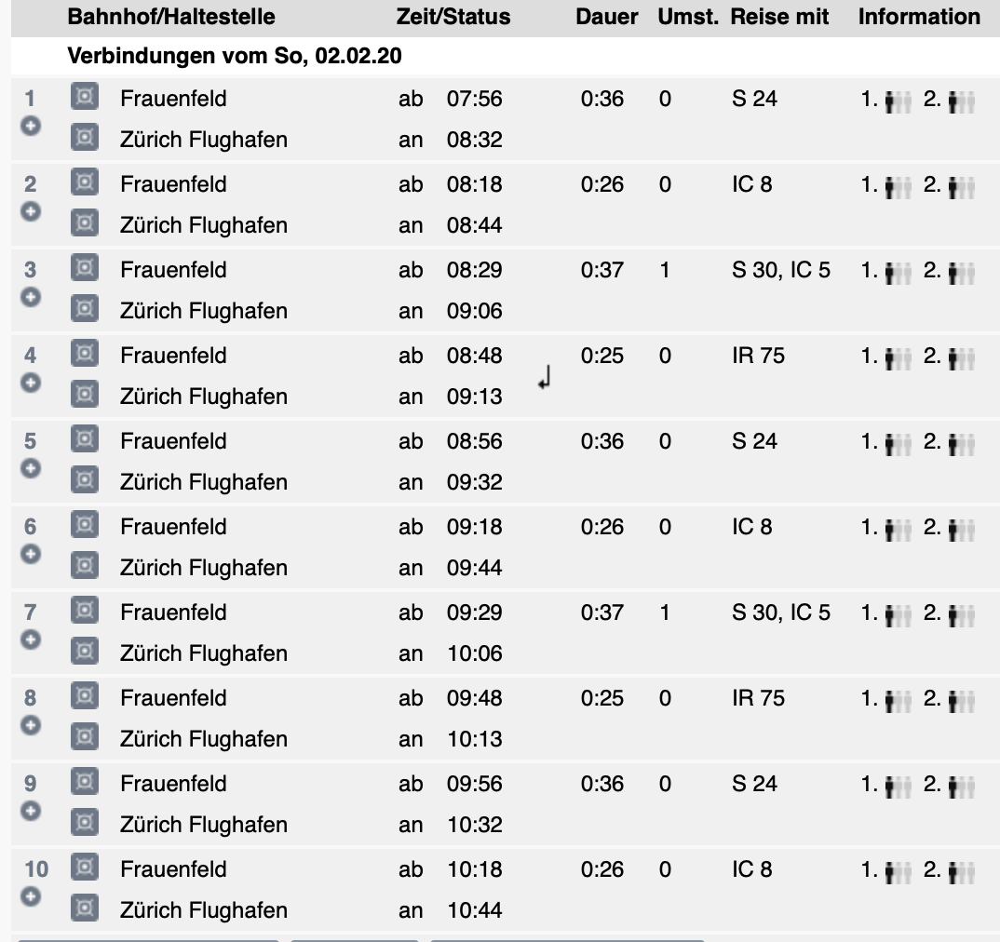 Bahnhof/Haltestelle Zeit/Status Dauer Umst. Reise mit Information
Verbindungen vom So, 02.02.20
1 Frauenfeld ab 07:56 0:36 0 S 24 1. 2.
Zürich Flughafen an 08:32
2 Frauenfeld ab 08:18 0:26 0 IC 8 1. 2.
Zürich Flughafen an 08:44
3 Frauenfeld ab 08:29 0:37 1 S 30, IC 5 1. 2.
Zürich Flughafen an 09:06
4 Frauenfeld ab 08:48 0:25 0 IR 75 1. 2.
Zürich Flughafen an 09:13
5 Frauenfeld ab 08:56 0:36 0 S 24 1. 2.
Zürich Flughafen an 09:32
6 Frauenfeld ab 09:18 0:26 0 IC 8 1. 2.
Zürich Flughafen an 09:44
7 Frauenfeld ab 09:29 0:37 1 S 30, IC 5 1. 2.
Zürich Flughafen an 10:06
8 Frauenfeld ab 09:48 0:25 0 IR 75 1. 2.
Zürich Flughafen an 10:13
9 Frauenfeld ab 09:56 0:36 0 S 24 1. 2.
Zürich Flughafen an 10:32
10 Frauenfeld ab 10:18 0:26 0 IC 8 1. 2.
Zürich Flughafen an 10:44